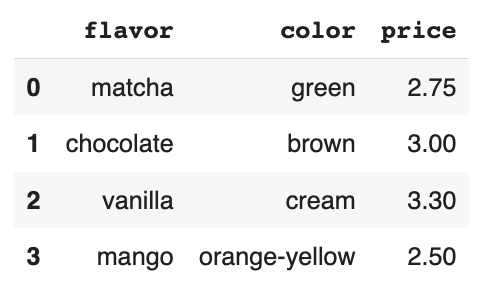 flavor color price
0 matcha green 2.75
1 chocolate brown 3.00
2 vanilla cream 3.30
3 mango orange-yellow 2.50